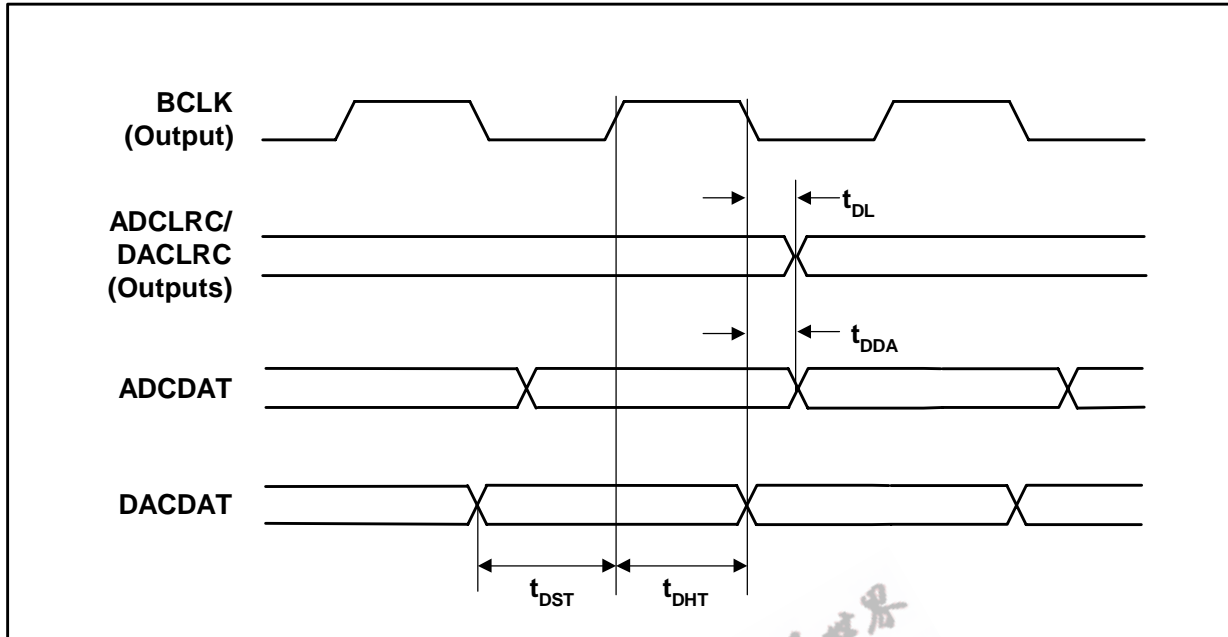 BCLK
(Output)
t_DL
ADCLRC/
DACLRC
(Outputs)
t_DDA
ADCDAT
DACDAT
t_DST
t_DHT